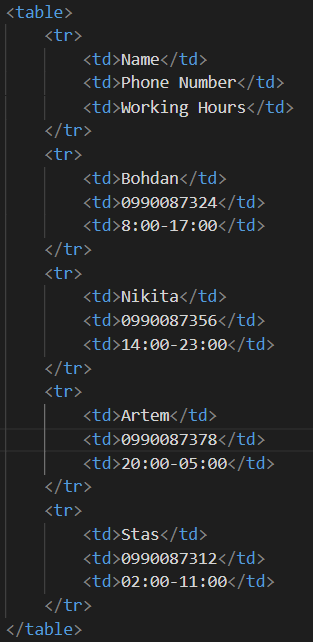 <table>
<tr>
<td>Name</td>
<td>Phone Number</td>
<td>Working Hours</td>
</tr>
<tr>
<td>Bohdan</td>
<td>0990087324</td>
<td>8:00-17:00</td>
</tr>
<tr>
<td>Nikita</td>
<td>0990087356</td>
<td>14:00-23:00</td>
</tr>
<tr>
<td>Artem</td>
<td>0990087378</td>
<td>20:00-05:00</td>
</tr>
<tr>
<td>Stas</td>
<td>0990087312</td>
<td>02:00-11:00</td>
</tr>
</table>